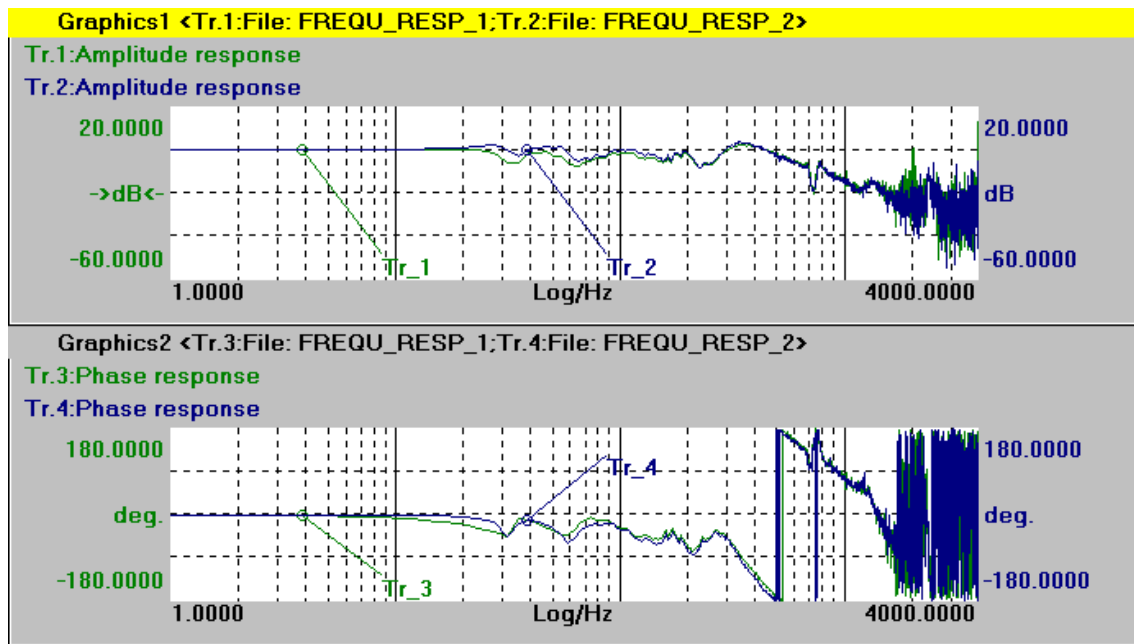 Graphics1 <Tr.1:File: FREQU_RESP_1;Tr.2:File: FREQU_RESP_2>
Tr.1:Amplitude response
Tr.2:Amplitude response
20.0000 20.0000
->dB<- dB
-60.0000 -60.0000
Tr_1 Tr_2
1.0000 Log/Hz 4000.0000
Graphics2 <Tr.3:File: FREQU_RESP_1;Tr.4:File: FREQU_RESP_2>
Tr.3:Phase response
Tr.4:Phase response
180.0000 180.0000
Tr_4
deg. deg.
-180.0000 -180.0000
Tr_3
1.0000 Log/Hz 4000.0000